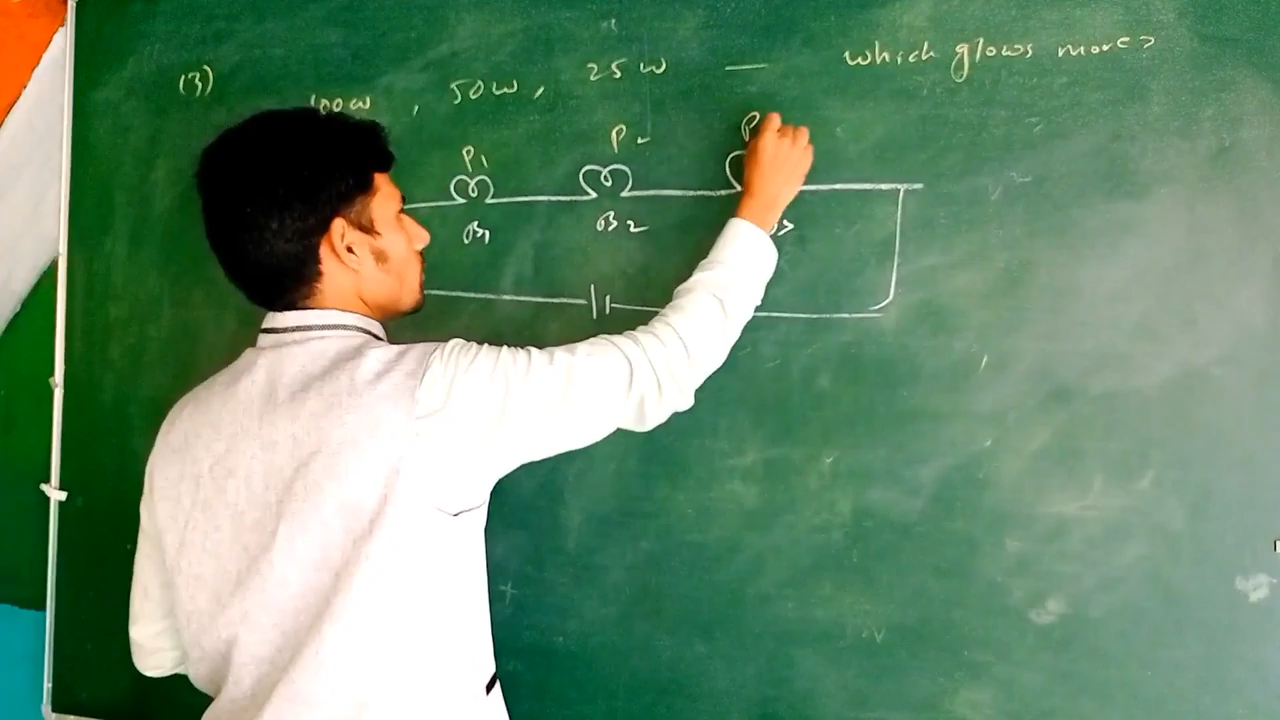 (3) 100w, 50w, 25w — which glows more?
P1 P2 P
B1 B2